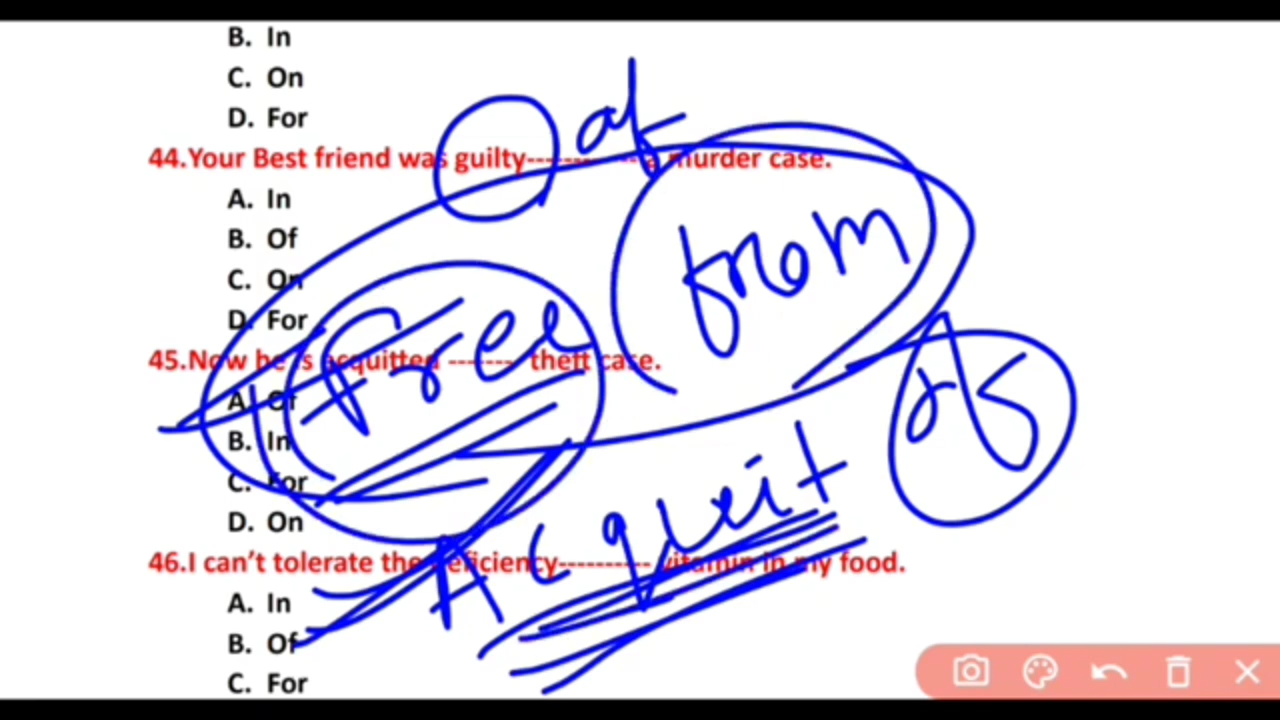 B. In
C. On
D. For
of
44.Your Best friend was guilty------------ a murder case.
A. In
B. Of
from
C. On
D. For
Free
45.Now he is acquitted -------- theft case.
A. Of
of
B. In
C. For
Acquit
D. On
46.I can't tolerate the deficiency---------- vitamin in my food.
A. In
B. Of
C. For